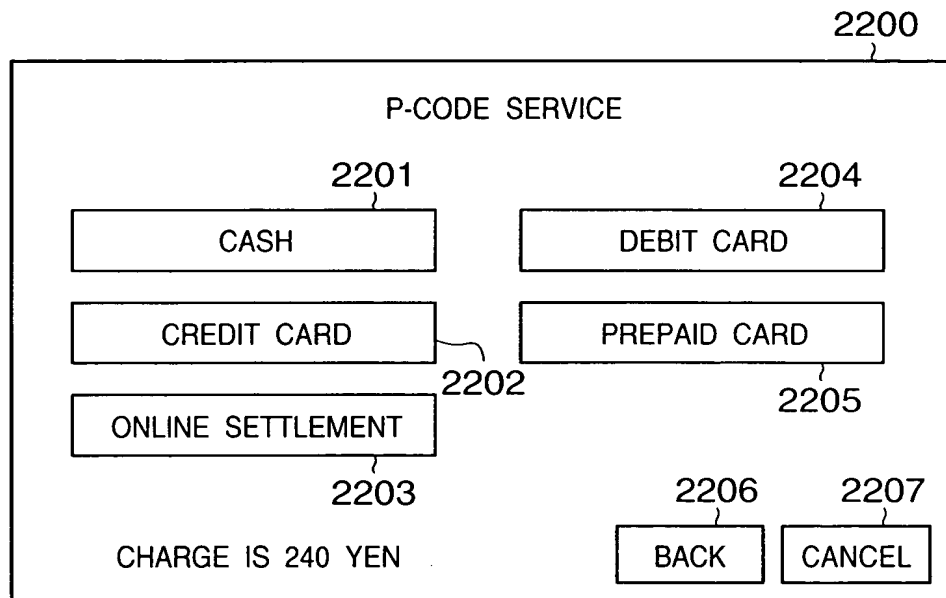 2200
P-CODE SERVICE
2201
2204
CASH
DEBIT CARD
CREDIT CARD
PREPAID CARD
2202
2205
ONLINE SETTLEMENT
2203
2206
2207
CHARGE IS 240 YEN
BACK
CANCEL